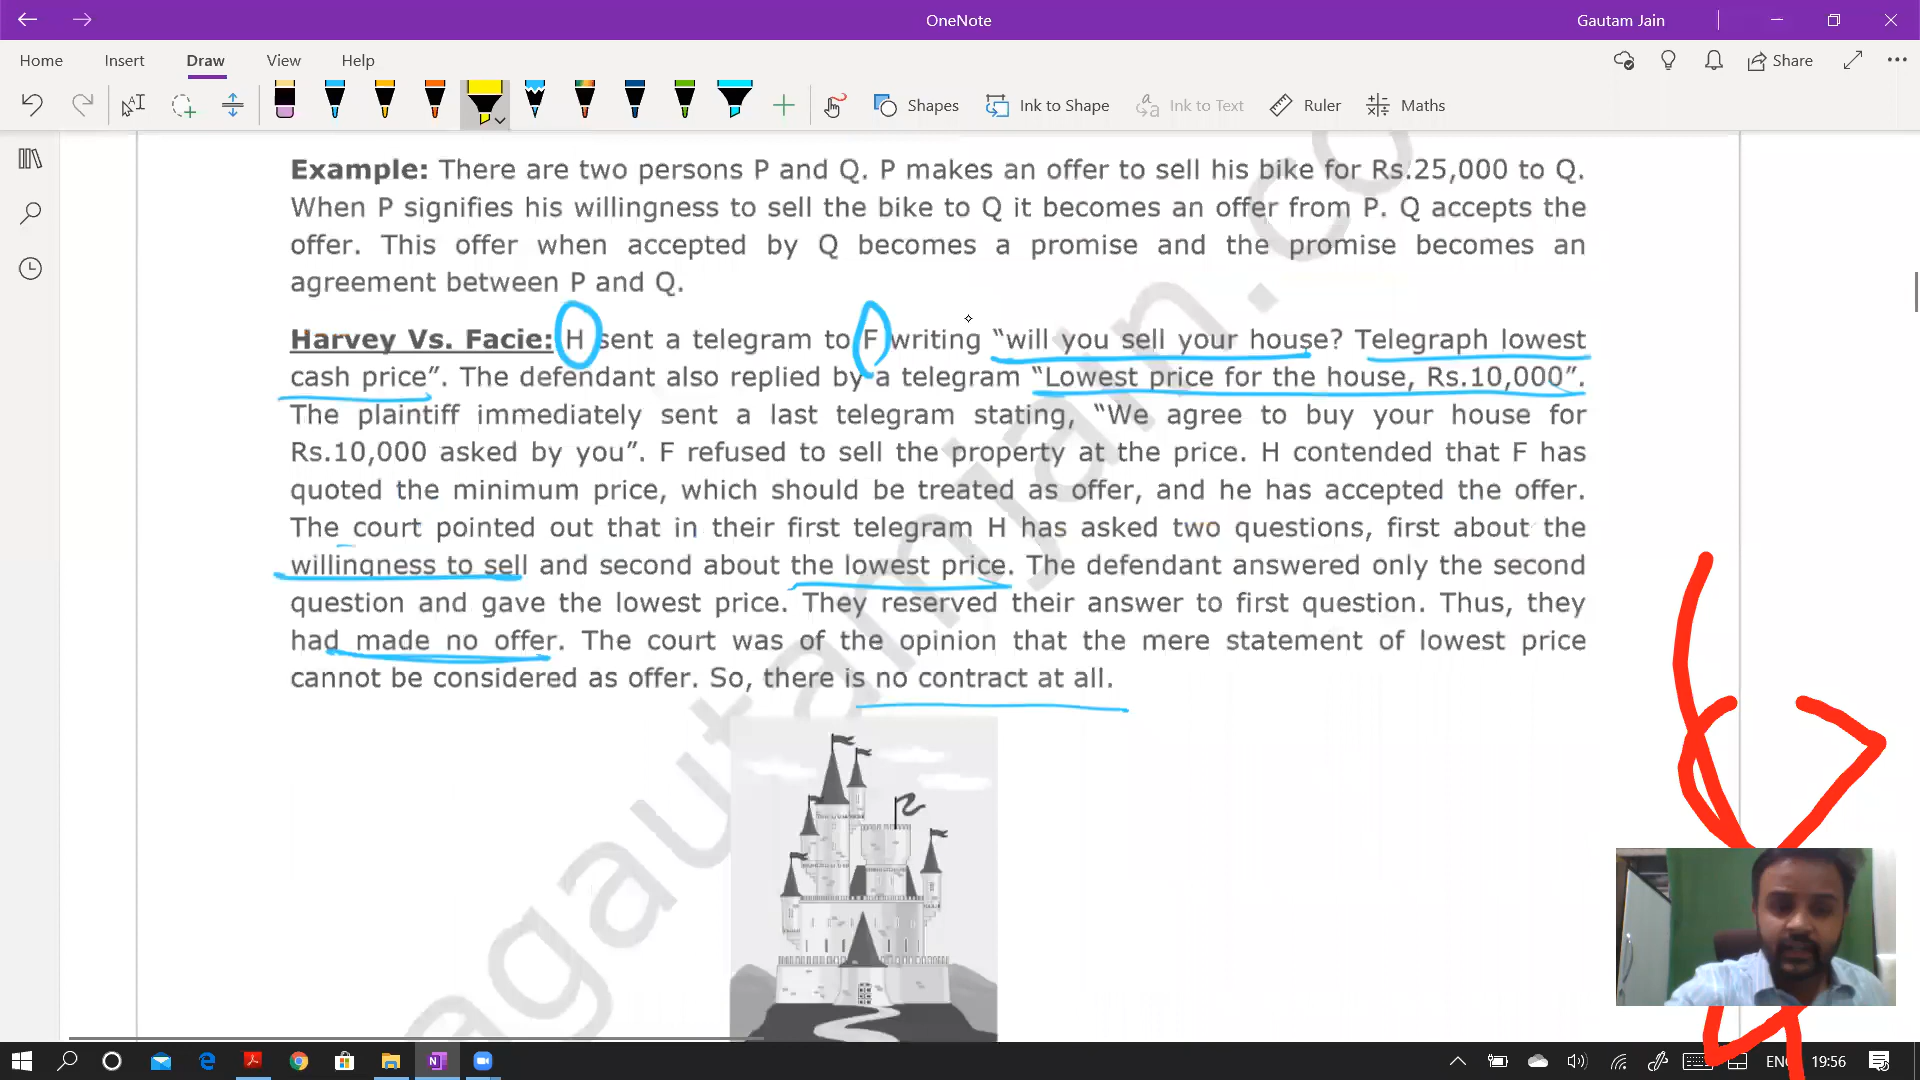 OneNote
Gautam Jain
Home Insert Draw View Help
Share
Shapes Ink to Shape Ink to Text Ruler Maths
Example: There are two persons P and Q. P makes an offer to sell his bike for Rs.25,000 to Q.
When P signifies his willingness to sell the bike to Q it becomes an offer from P. Q accepts the
offer. This offer when accepted by Q becomes a promise and the promise becomes an
agreement between P and Q.
Harvey Vs. Facie: H sent a telegram to F writing “will you sell your house? Telegraph lowest
cash price”. The defendant also replied by a telegram “Lowest price for the house, Rs.10,000”.
The plaintiff immediately sent a last telegram stating, “We agree to buy your house for
Rs.10,000 asked by you”. F refused to sell the property at the price. H contended that F has
quoted the minimum price, which should be treated as offer, and he has accepted the offer.
The court pointed out that in their first telegram H has asked two questions, first about the
willingness to sell and second about the lowest price. The defendant answered only the second
question and gave the lowest price. They reserved their answer to first question. Thus, they
had made no offer. The court was of the opinion that the mere statement of lowest price
cannot be considered as offer. So, there is no contract at all.
agautamjain.co
ENG 19:56